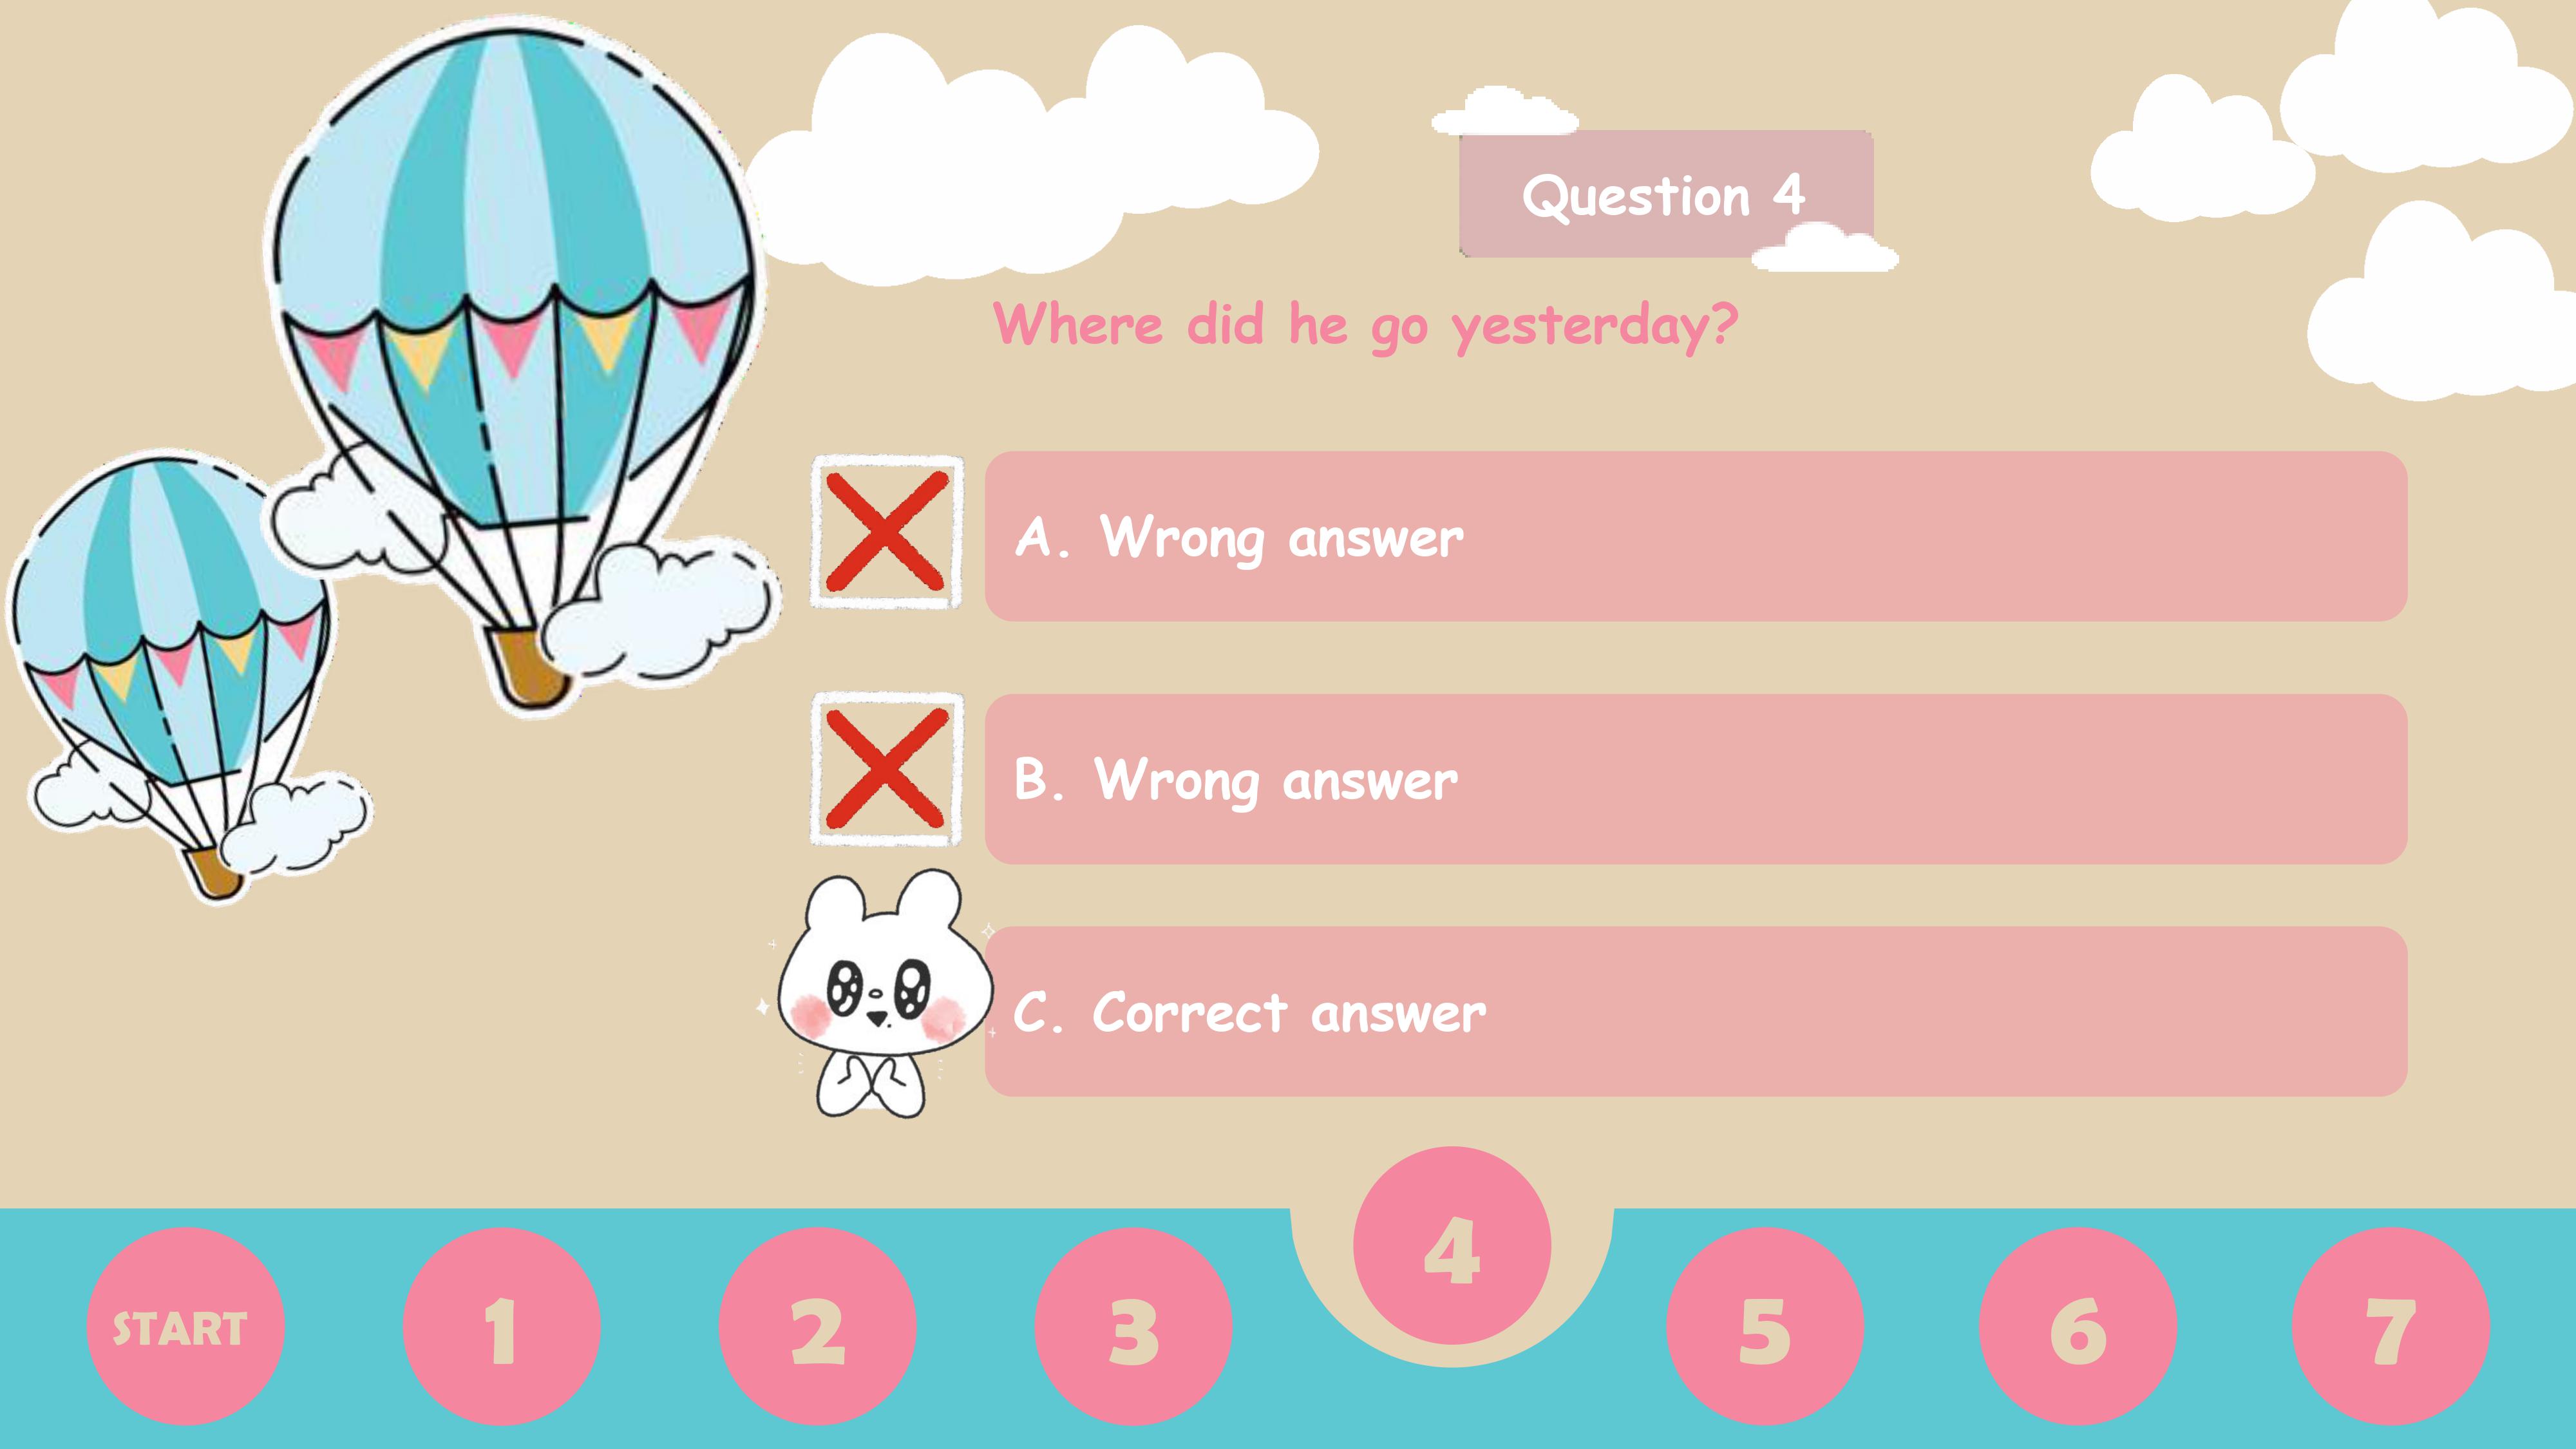 Question 4
Where did he go yesterday?
A. Wrong answer
B. Wrong answer
C. Correct answer
START 1 2 3 4 5 6 7